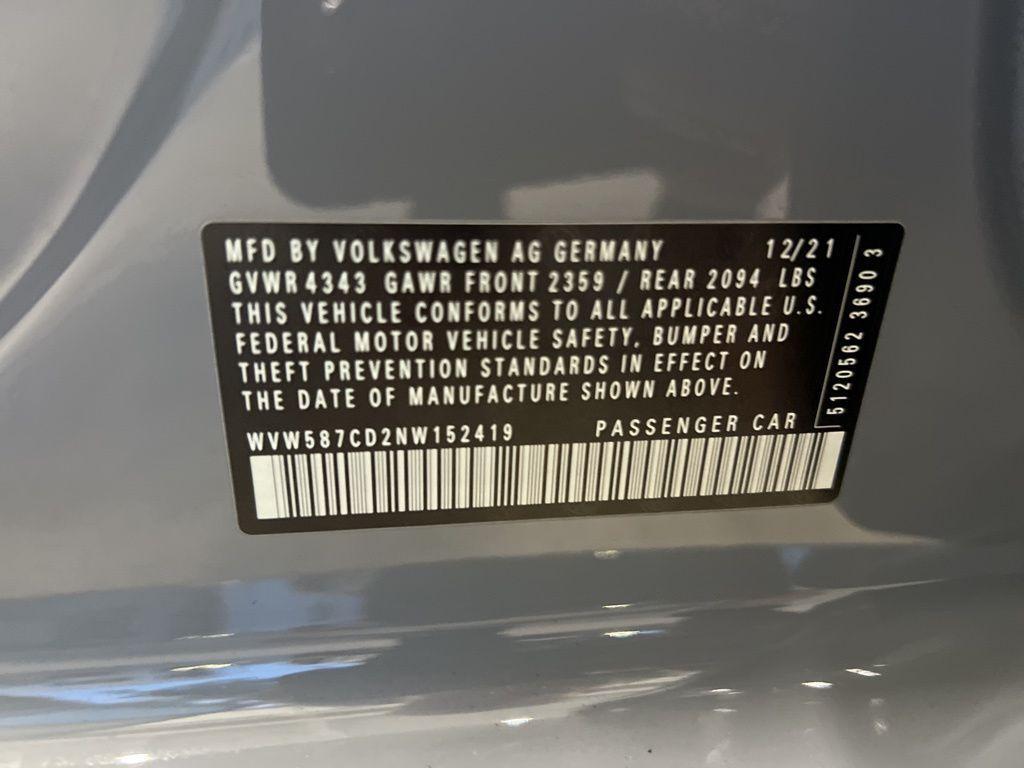 MFD BY VOLKSWAGEN AG GERMANY 12/21
GVWR 4343 GAWR FRONT 2359 / REAR 2094 LBS
THIS VEHICLE CONFORMS TO ALL APPLICABLE U.S.
FEDERAL MOTOR VEHICLE SAFETY, BUMPER AND
THEFT PREVENTION STANDARDS IN EFFECT ON
THE DATE OF MANUFACTURE SHOWN ABOVE.
WVW587CD2NW152419 PASSENGER CAR
5120562 3690 3